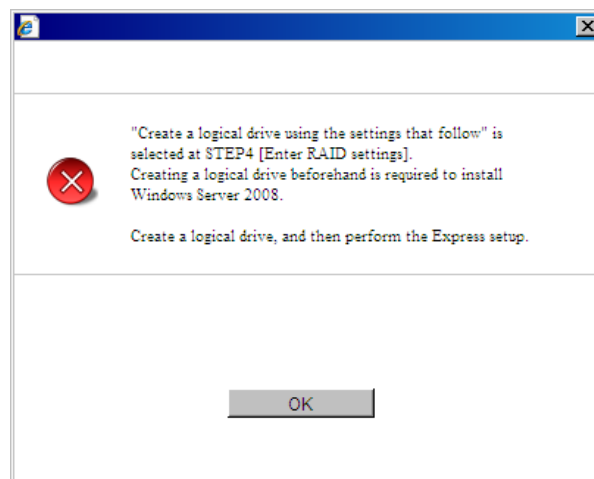 "Create a logical drive using the settings that follow" is
selected at STEP4 [Enter RAID settings].
Creating a logical drive beforehand is required to install
Windows Server 2008.
Create a logical drive, and then perform the Express setup.
OK